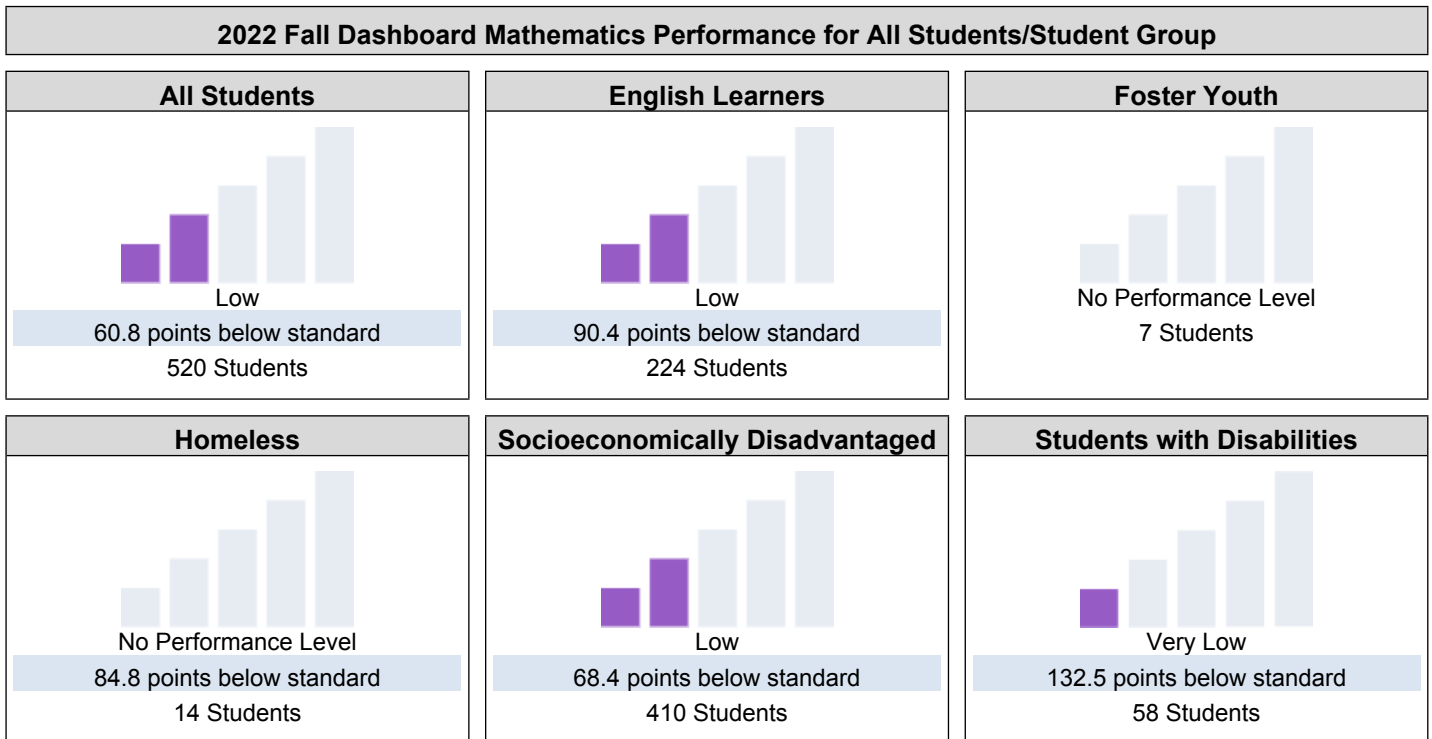 2022 Fall Dashboard Mathematics Performance for All Students/Student Group
All Students
Low
60.8 points below standard
520 Students
English Learners
Low
90.4 points below standard
224 Students
Foster Youth
No Performance Level
7 Students
Homeless
No Performance Level
84.8 points below standard
14 Students
Socioeconomically Disadvantaged
Low
68.4 points below standard
410 Students
Students with Disabilities
Very Low
132.5 points below standard
58 Students